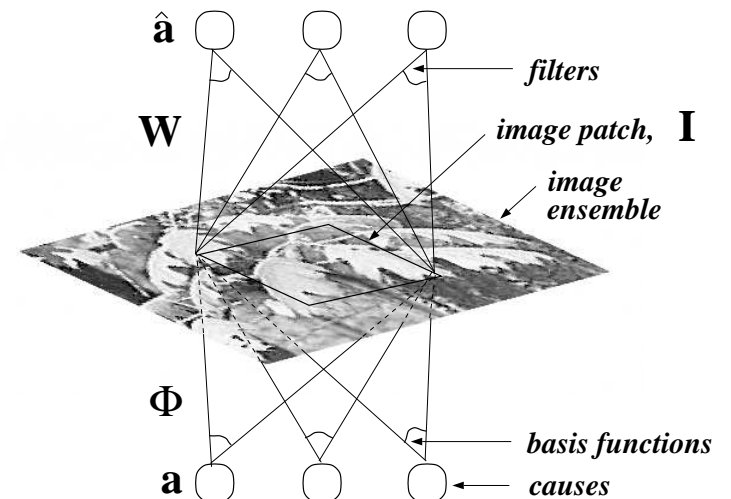 â
filters
W
image patch, I
image
ensemble
Φ
basis functions
a
causes